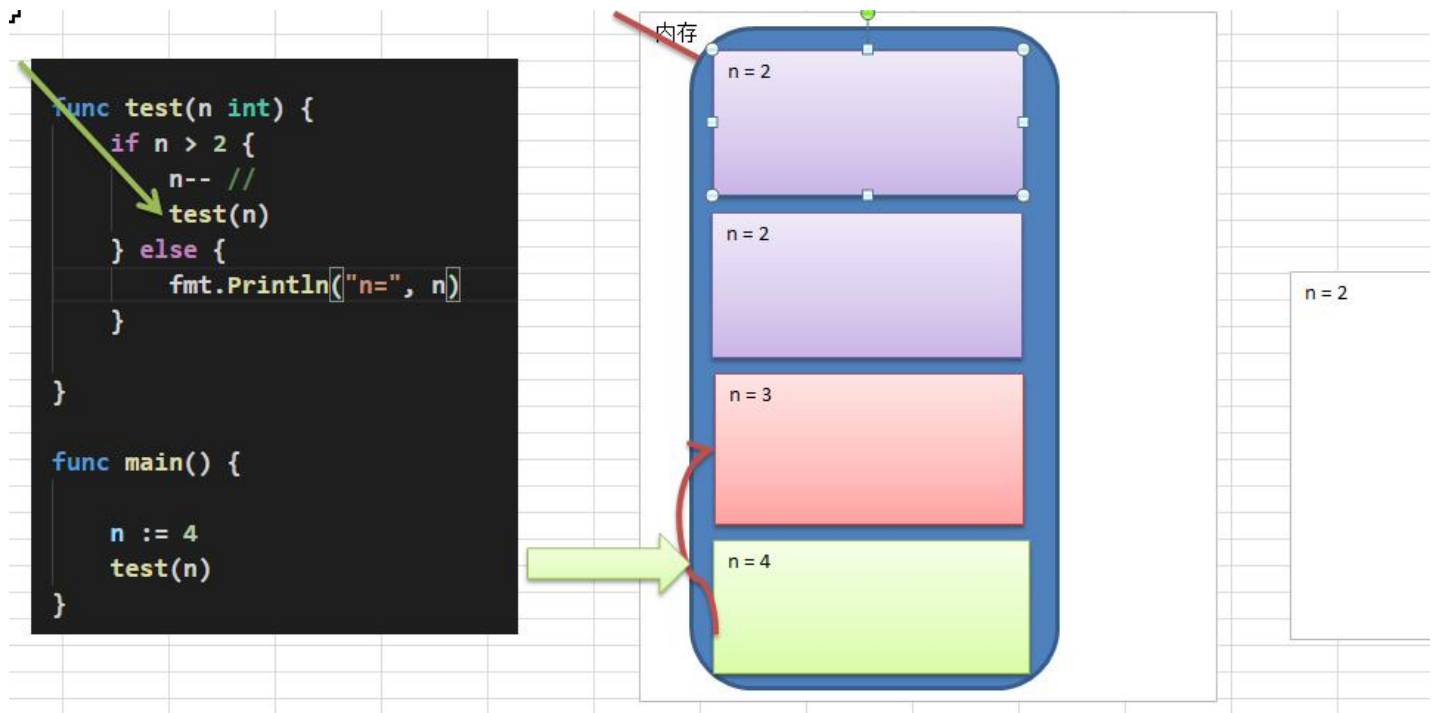 func test(n int) {
if n > 2 {
n-- //
test(n)
} else {
fmt.Println("n=", n)
}
}
func main() {
n := 4
test(n)
}
内存
n = 2
n = 2
n = 3
n = 4
n = 2